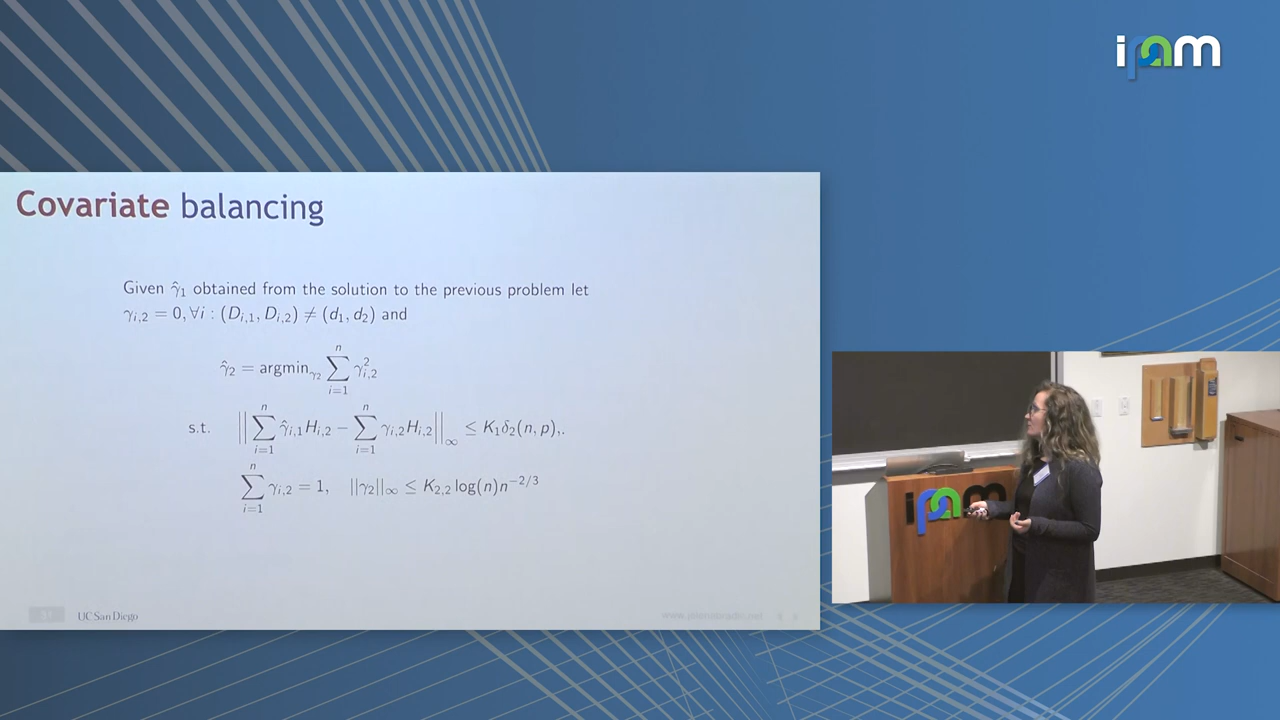 ipam
Covariate balancing
Given γ̂₁ obtained from the solution to the previous problem let
γᵢ,₂ = 0, ∀i : (Dᵢ,₁, Dᵢ,₂) ≠ (d₁, d₂) and
γ̂₂ = argmin_γ₂ ∑_{i=1}^{n} γ²ᵢ,₂
s.t. ||∑_{i=1}^{n} γ̂ᵢ,₁Hᵢ,₂ − ∑_{i=1}^{n} γᵢ,₂Hᵢ,₂||_∞ ≤ K₁δ₂(n, p),.
∑_{i=1}^{n} γᵢ,₂ = 1, ||γ₂||_∞ ≤ K₂,₂ log(n)n^{−2/3}
UC San Diego
ipam